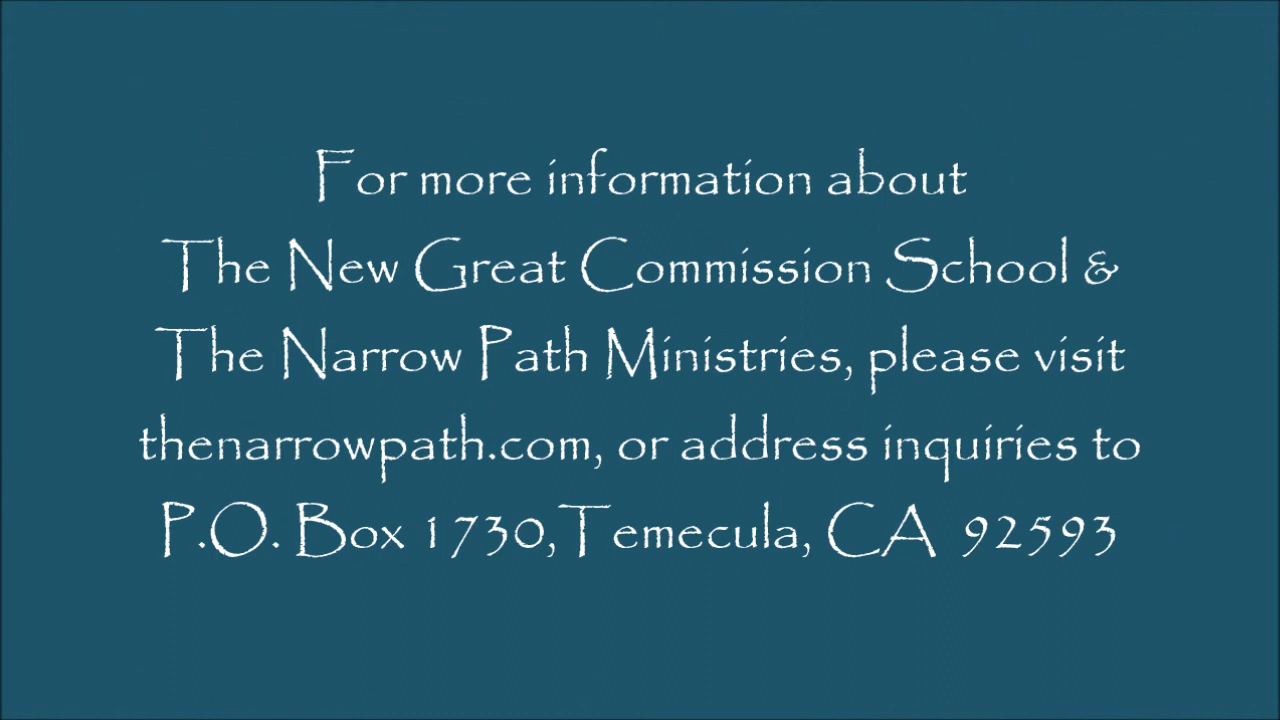 For more information about
The New Great Commission School &
The Narrow Path Ministries, please visit
thenarrowpath.com, or address inquiries to
P.O. Box 1730, Temecula, CA  92593